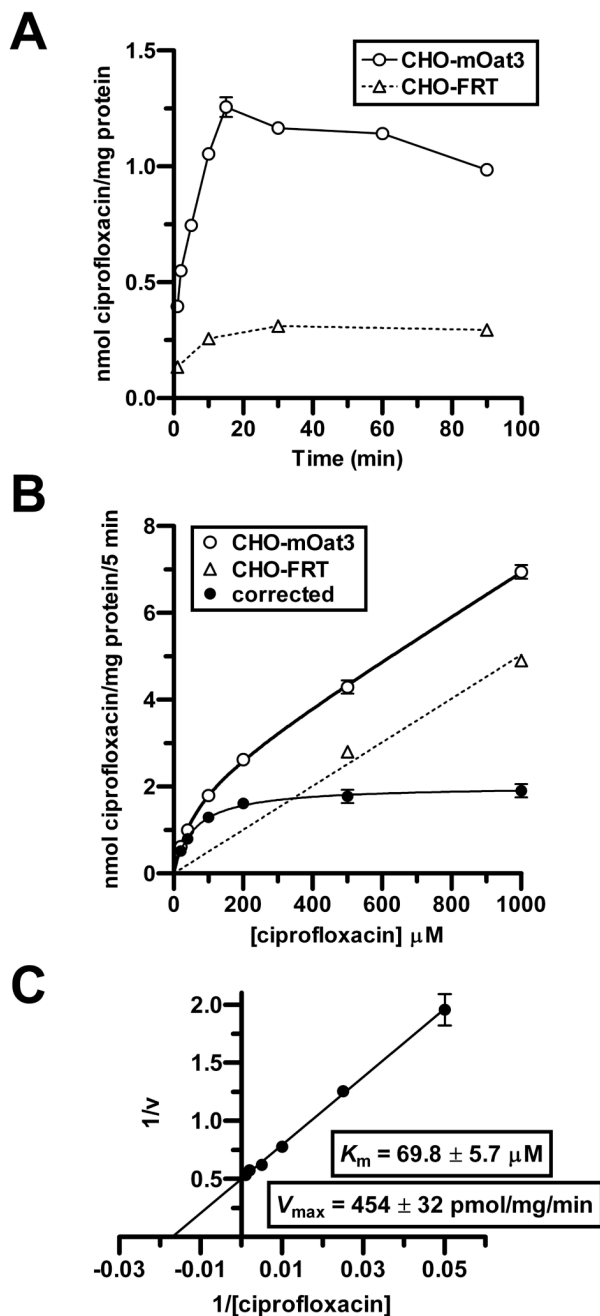 A
1.5
1.0
0.5
0.0
nmol ciprofloxacin/mg protein
CHO-mOat3
CHO-FRT
0 20 40 60 80 100
Time (min)
B
8
6
4
2
0
nmol ciprofloxacin/mg protein/5 min
CHO-mOat3
CHO-FRT
corrected
0 200 400 600 800 1000
[ciprofloxacin] μM
C
2.0
1.5
1.0
0.5
1/v
Km = 69.8 ± 5.7 μM
Vmax = 454 ± 32 pmol/mg/min
-0.03 -0.01 0.01 0.03 0.05
1/[ciprofloxacin]